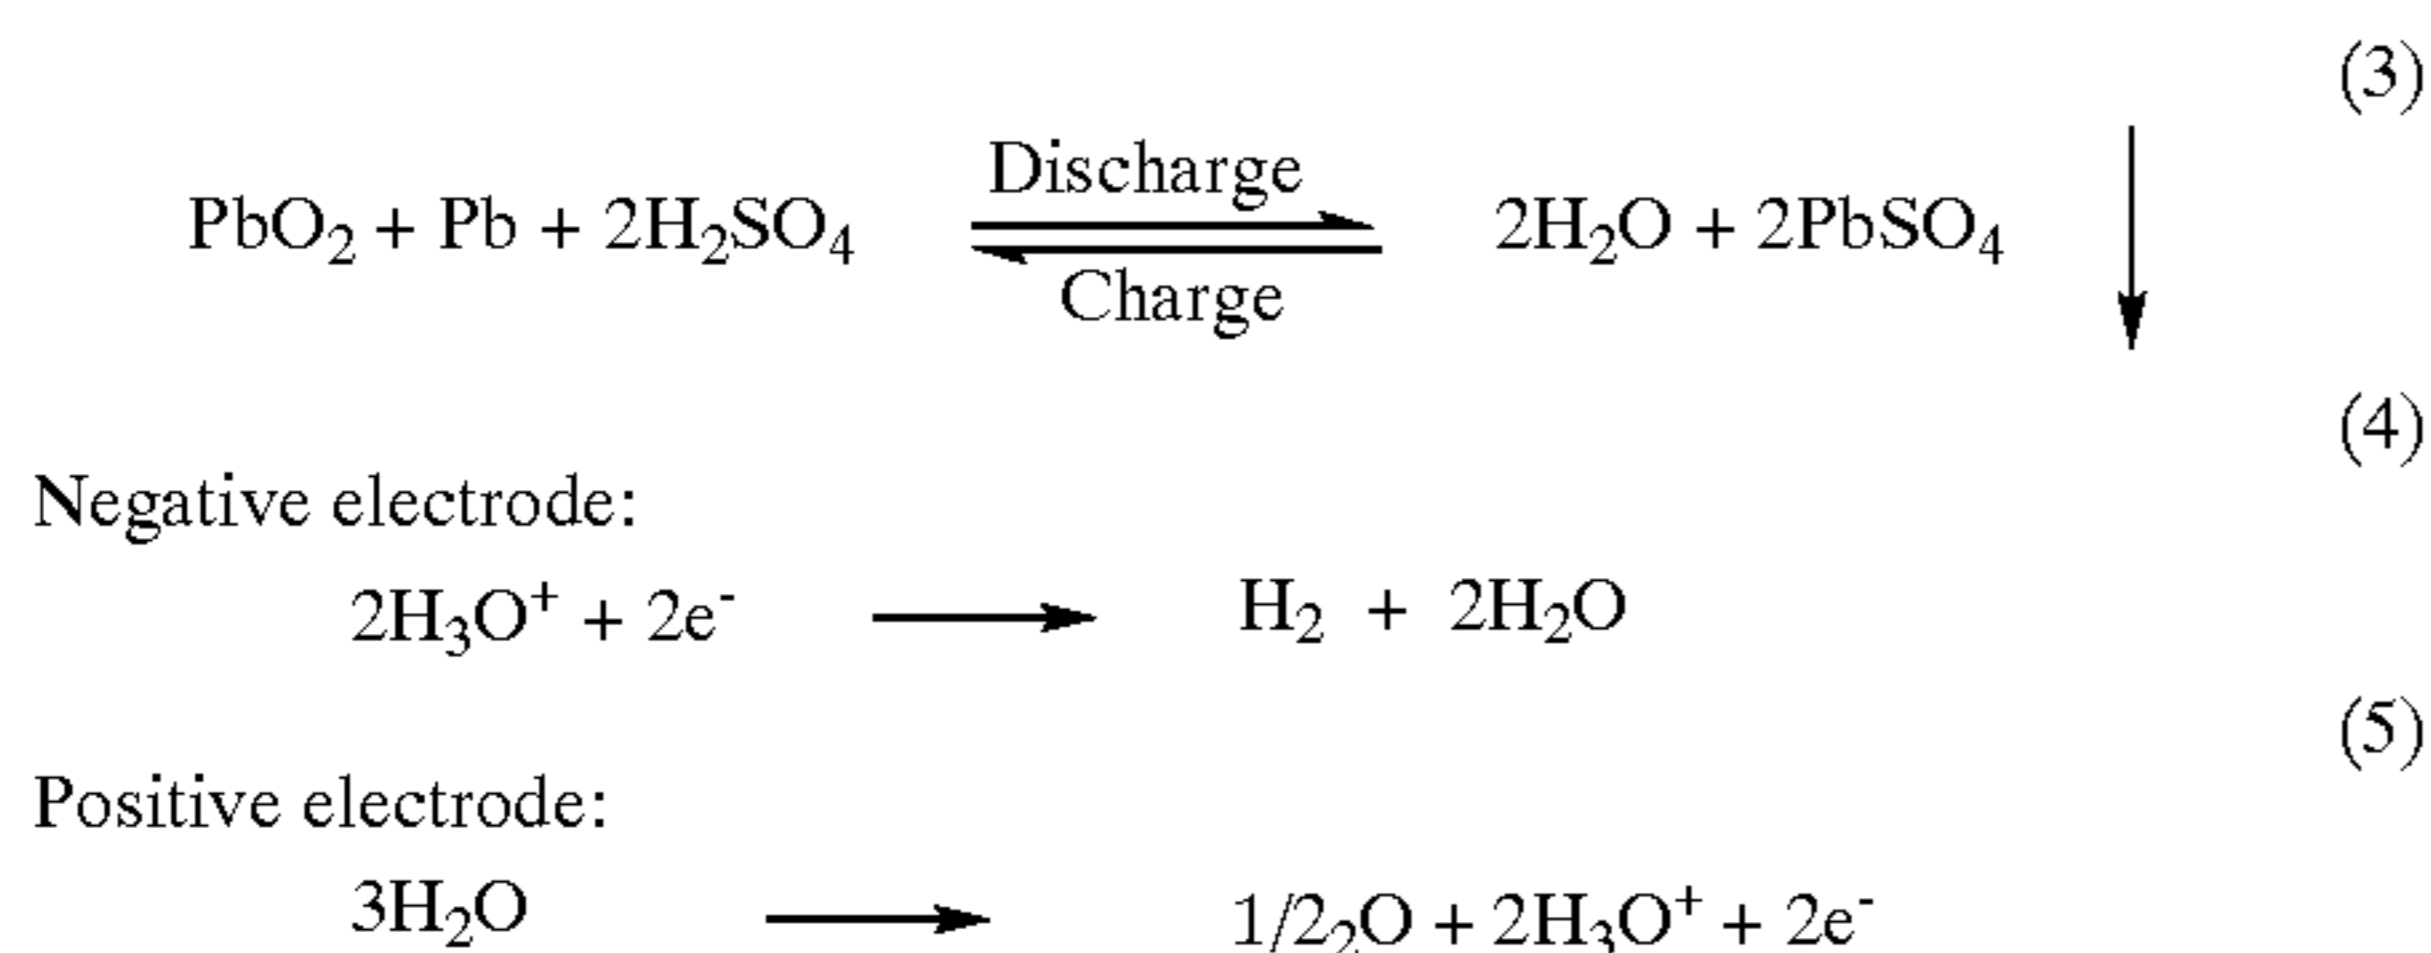 (3)
Discharge
PbO₂ + Pb + 2H₂SO₄ ⇌ 2H₂O + 2PbSO₄ ↓
Charge
(4)
Negative electrode:
2H₃O⁺ + 2e⁻ → H₂ + 2H₂O
(5)
Positive electrode:
3H₂O → 1/2₂O + 2H₃O⁺ + 2e⁻